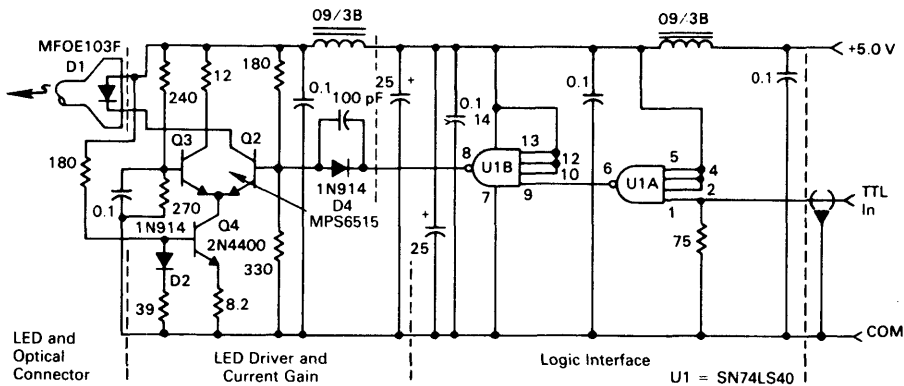 09/3B
09/3B
MFOE103F
D1
+5.0 V
180
12
240
0.1
25
+
100 pF
0.1
14
0.1
0.1
Q3
Q2
8
13
12
10
U1B
6
5
4
2
U1A
180
1N914
D4
MPS6515
7
9
1
TTL
In
0.1
270
1N914
Q4
2N4400
330
+
25
75
D2
39
8.2
COM
LED and
Optical
Connector
LED Driver and
Current Gain
Logic Interface
U1 = SN74LS40